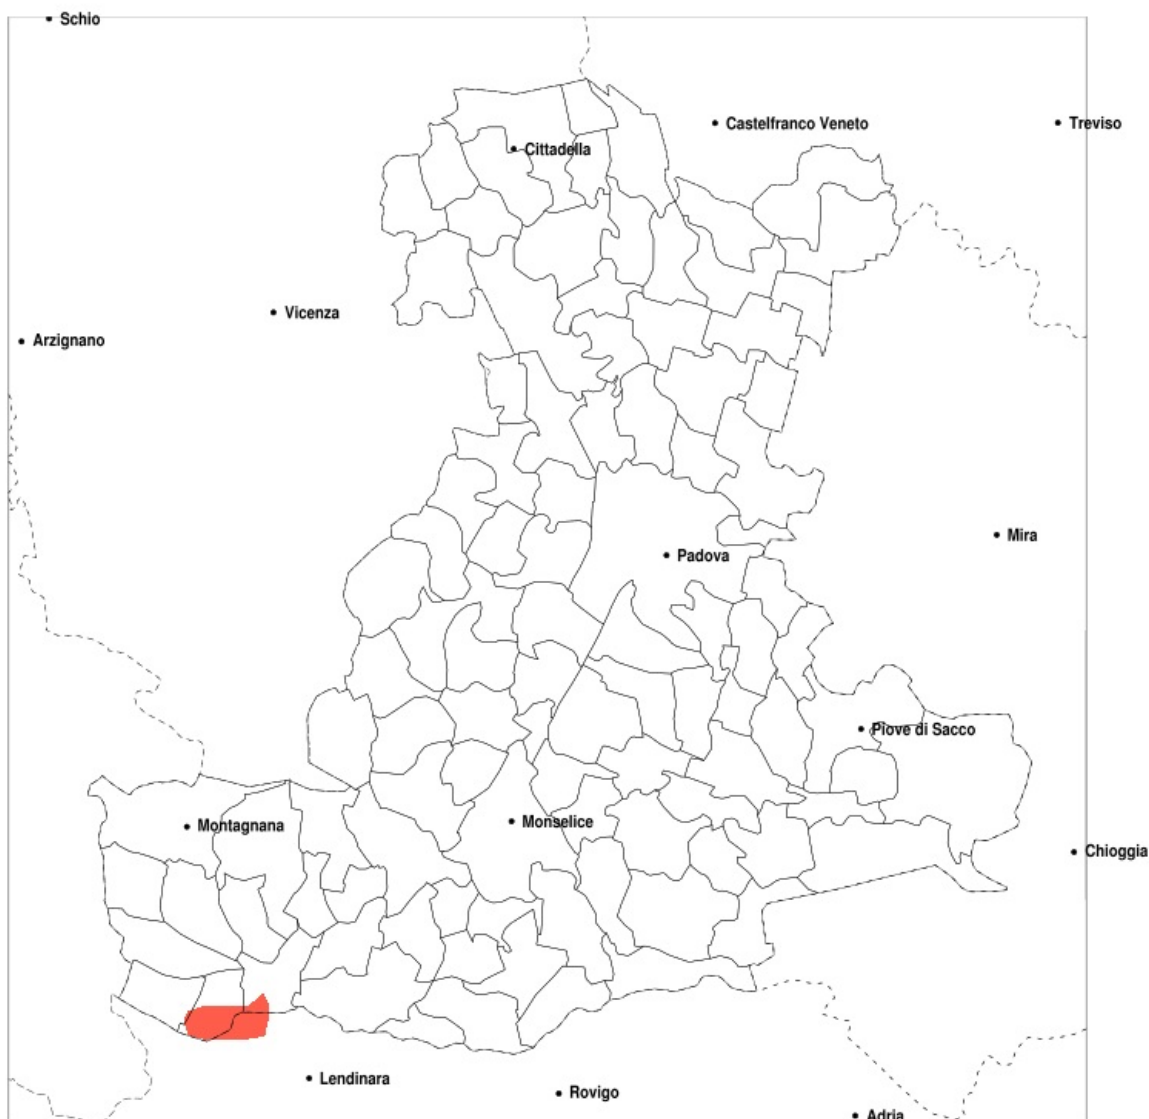 Schio
Castelfranco Veneto
Treviso
Cittadella
Vicenza
Arzignano
Mira
Padova
Piove di Sacco
Montagnana
Monselice
Chioggia
Lendinara
Rovigo
Adria